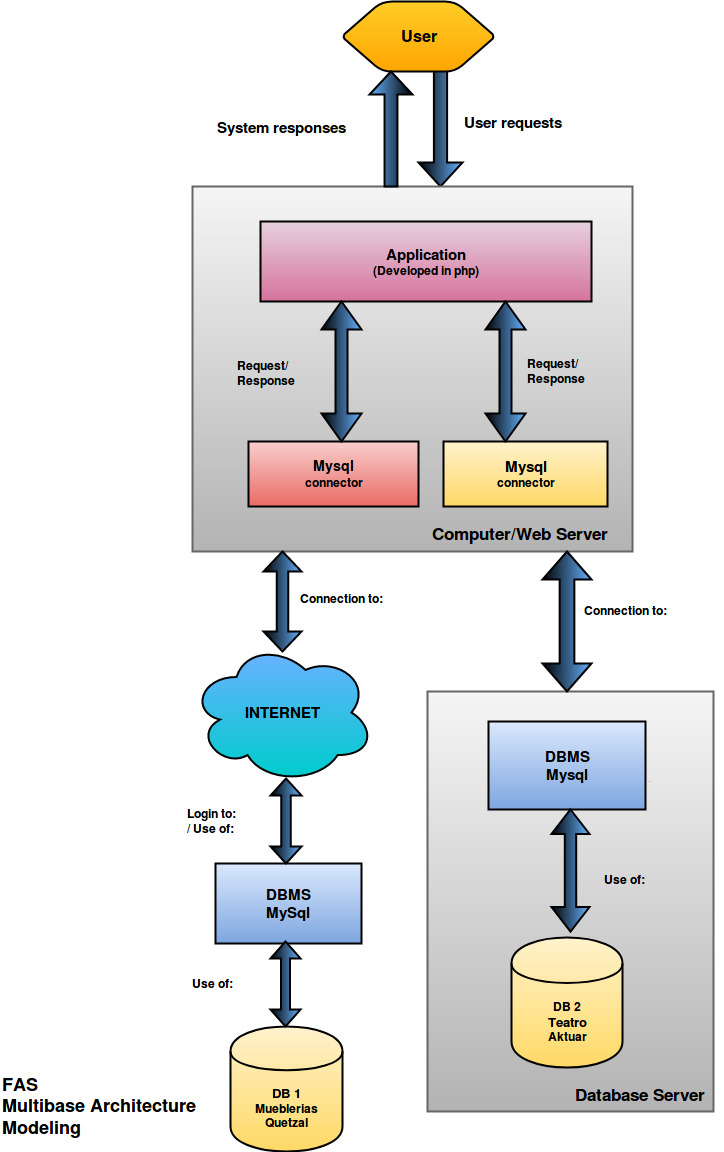 User
System responses
User requests
Application
(Developed in php)
Request/
Response
Request/
Response
Mysql
connector
Mysql
connector
Computer/Web Server
Connection to:
Connection to:
INTERNET
DBMS
Mysql
Login to:
/ Use of:
DBMS
MySql
Use of:
Use of:
DB 2
Teatro
Aktuar
DB 1
Mueblerias
Quetzal
Database Server
FAS
Multibase Architecture
Modeling